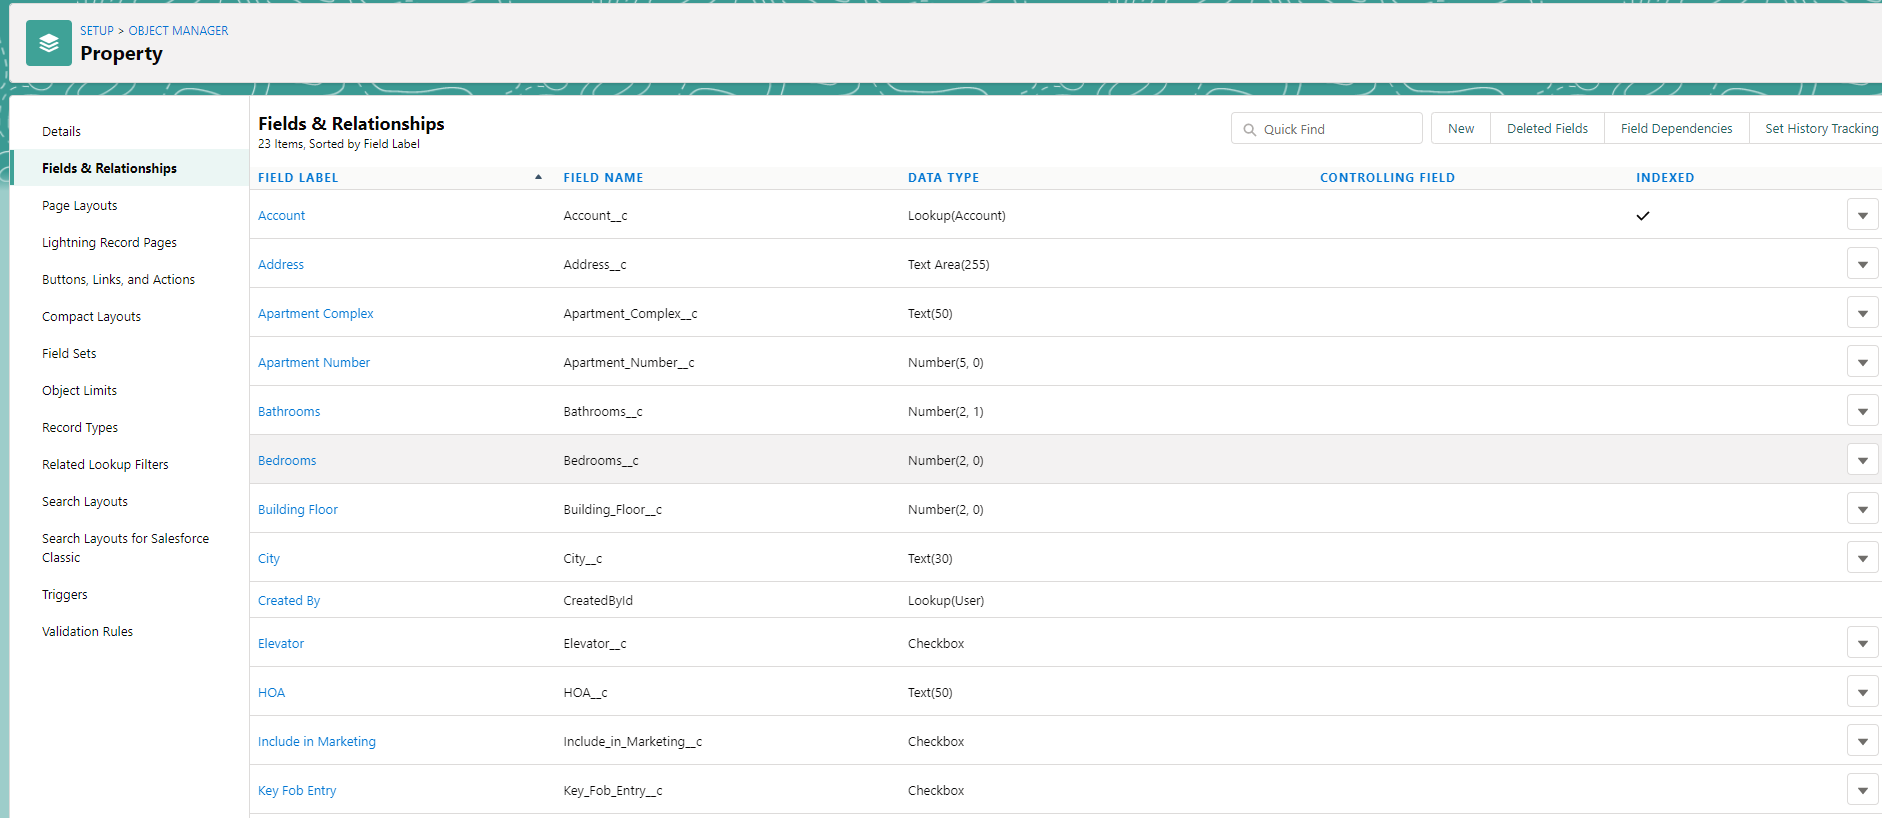 SETUP > OBJECT MANAGER
Property
Details
Fields & Relationships
Page Layouts
Lightning Record Pages
Buttons, Links, and Actions
Compact Layouts
Field Sets
Object Limits
Record Types
Related Lookup Filters
Search Layouts
Search Layouts for Salesforce
Classic
Triggers
Validation Rules
Fields & Relationships
23 Items, Sorted by Field Label
Quick Find
New
Deleted Fields
Field Dependencies
Set History Tracking
FIELD LABEL FIELD NAME DATA TYPE CONTROLLING FIELD INDEXED
Account Account__c Lookup(Account)
Address Address__c Text Area(255)
Apartment Complex Apartment_Complex__c Text(50)
Apartment Number Apartment_Number__c Number(5, 0)
Bathrooms Bathrooms__c Number(2, 1)
Bedrooms Bedrooms__c Number(2, 0)
Building Floor Building_Floor__c Number(2, 0)
City City__c Text(30)
Created By CreatedById Lookup(User)
Elevator Elevator__c Checkbox
HOA HOA__c Text(50)
Include in Marketing Include_in_Marketing__c Checkbox
Key Fob Entry Key_Fob_Entry__c Checkbox